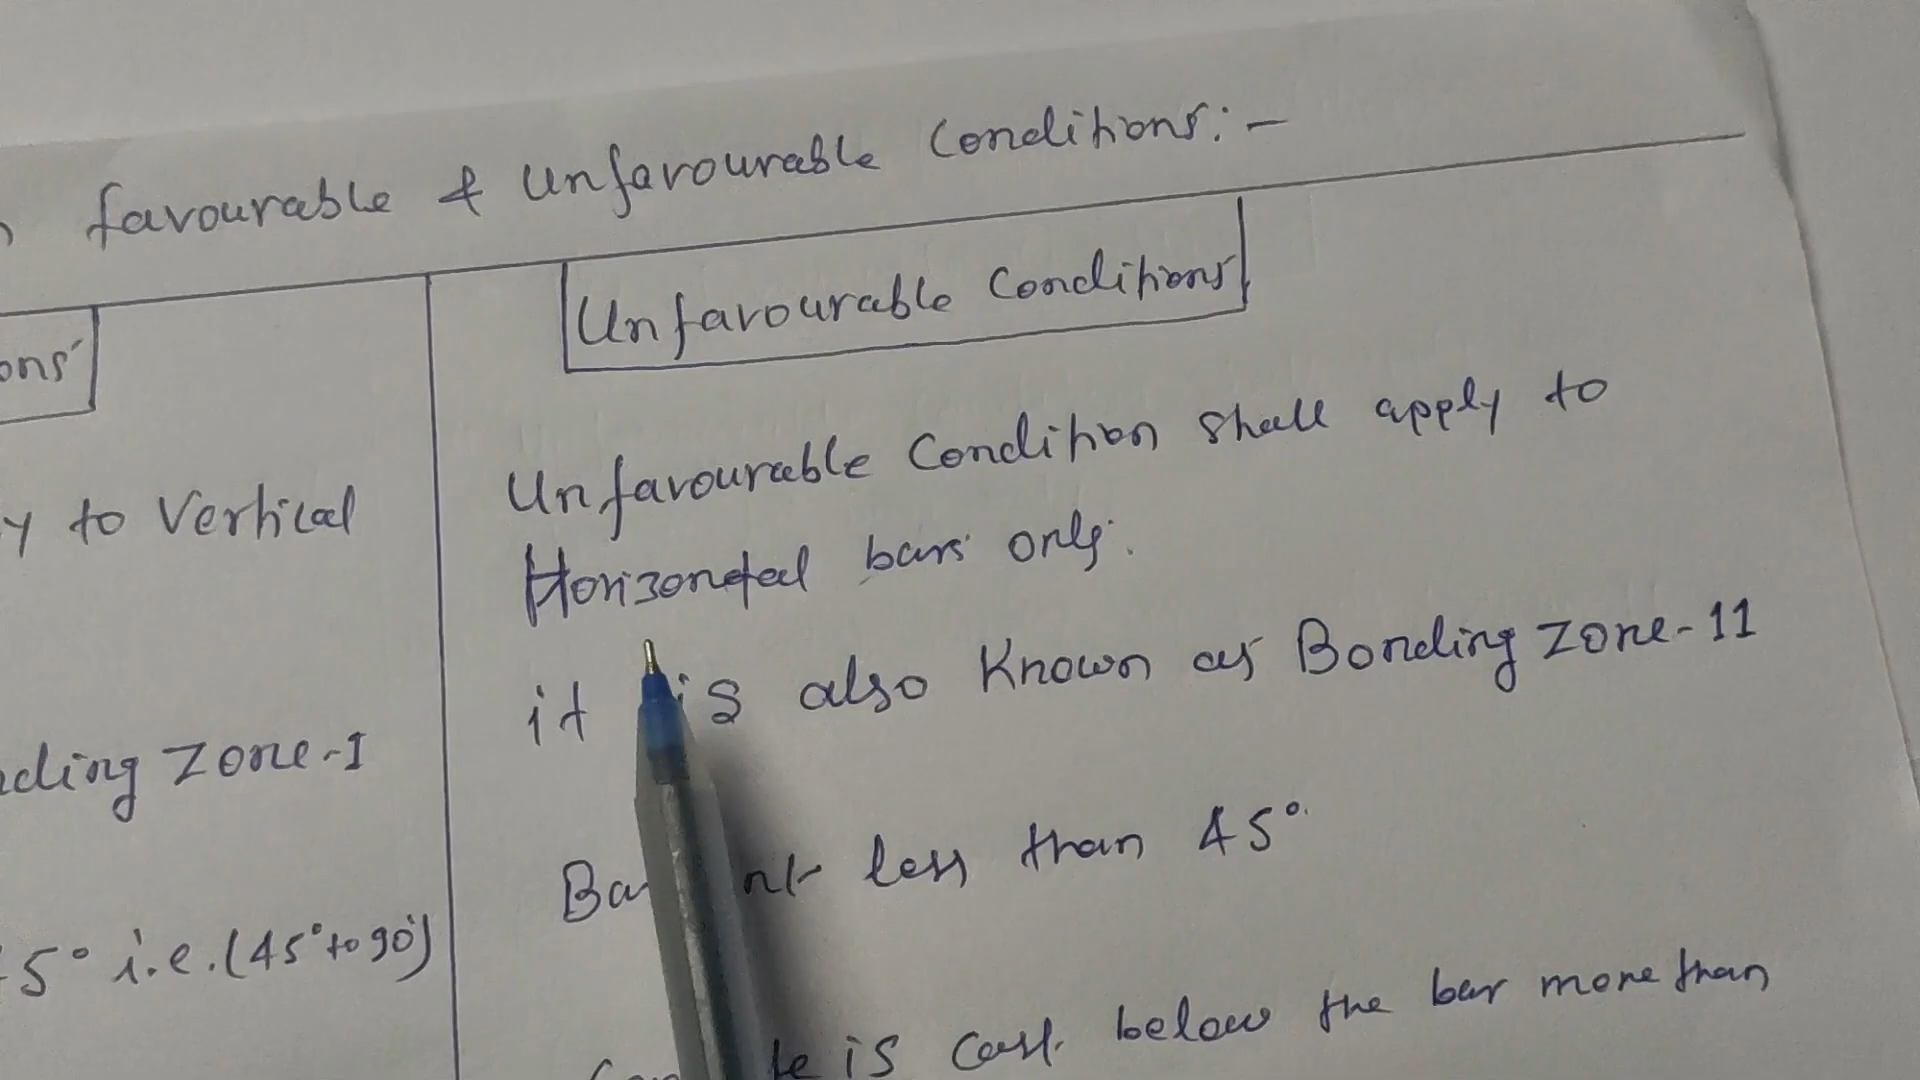 favourable & Unfavourable Conditions:-
ons
y to Vertical
ding Zone-I
5° i.e. (45° to 90°)
Unfavourable Conditions
Unfavourable Condition shall apply to
Horizontal bars only.
it is also known as Bonding Zone-11
less than 45°.
is cast below the bar more than